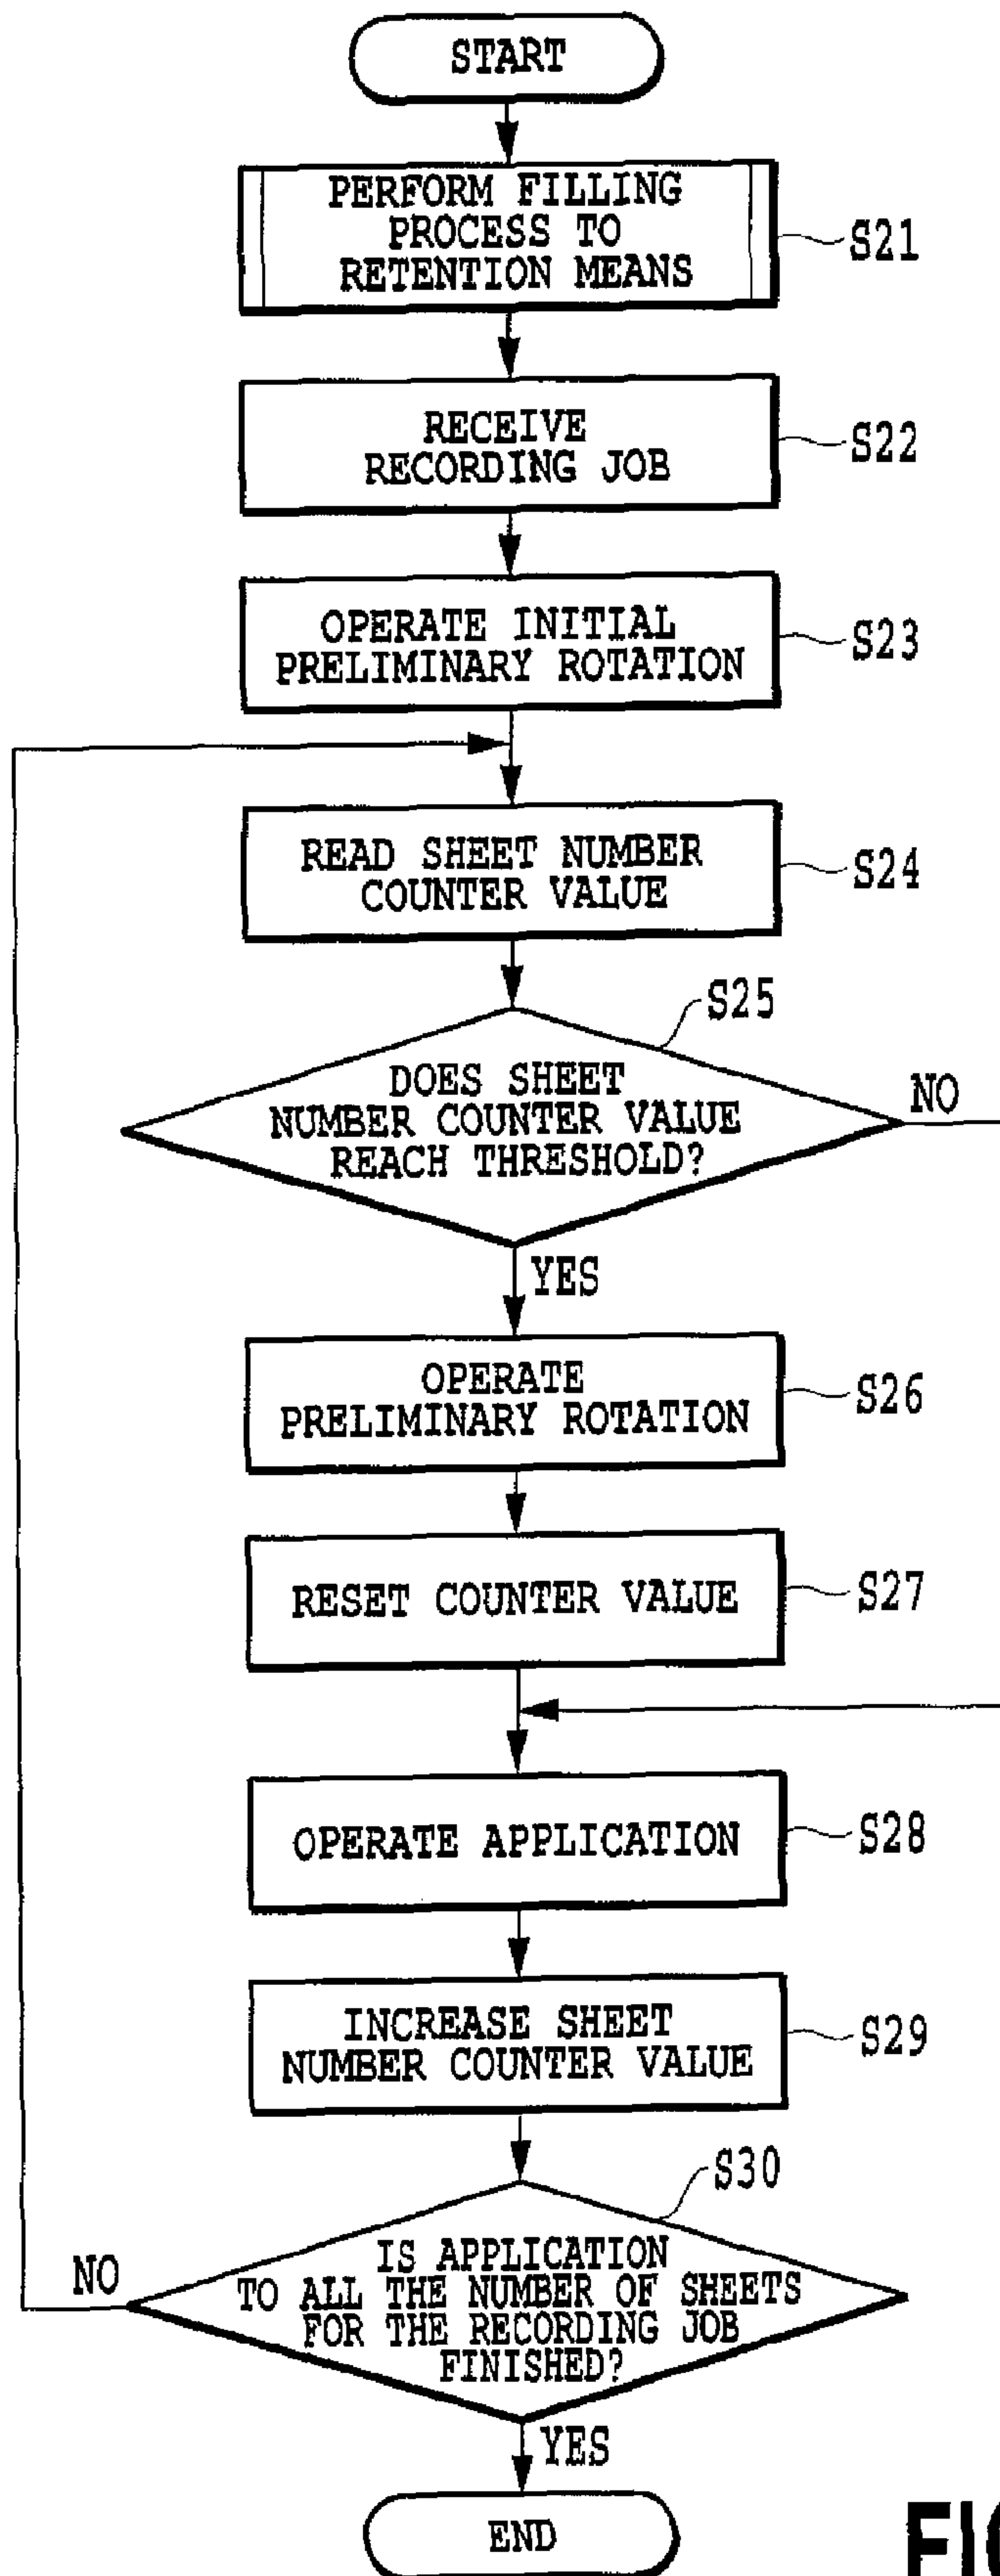 START
PERFORM FILLING
PROCESS TO
RETENTION MEANS
S21
RECEIVE
RECORDING JOB
S22
OPERATE INITIAL
PRELIMINARY ROTATION
S23
READ SHEET NUMBER
COUNTER VALUE
S24
S25
DOES SHEET
NUMBER COUNTER VALUE
REACH THRESHOLD?
NO
YES
OPERATE
PRELIMINARY ROTATION
S26
RESET COUNTER VALUE
S27
OPERATE APPLICATION
S28
INCREASE SHEET
NUMBER COUNTER VALUE
S29
S30
IS APPLICATION
TO ALL THE NUMBER OF SHEETS
FOR THE RECORDING JOB
FINISHED?
NO
YES
END